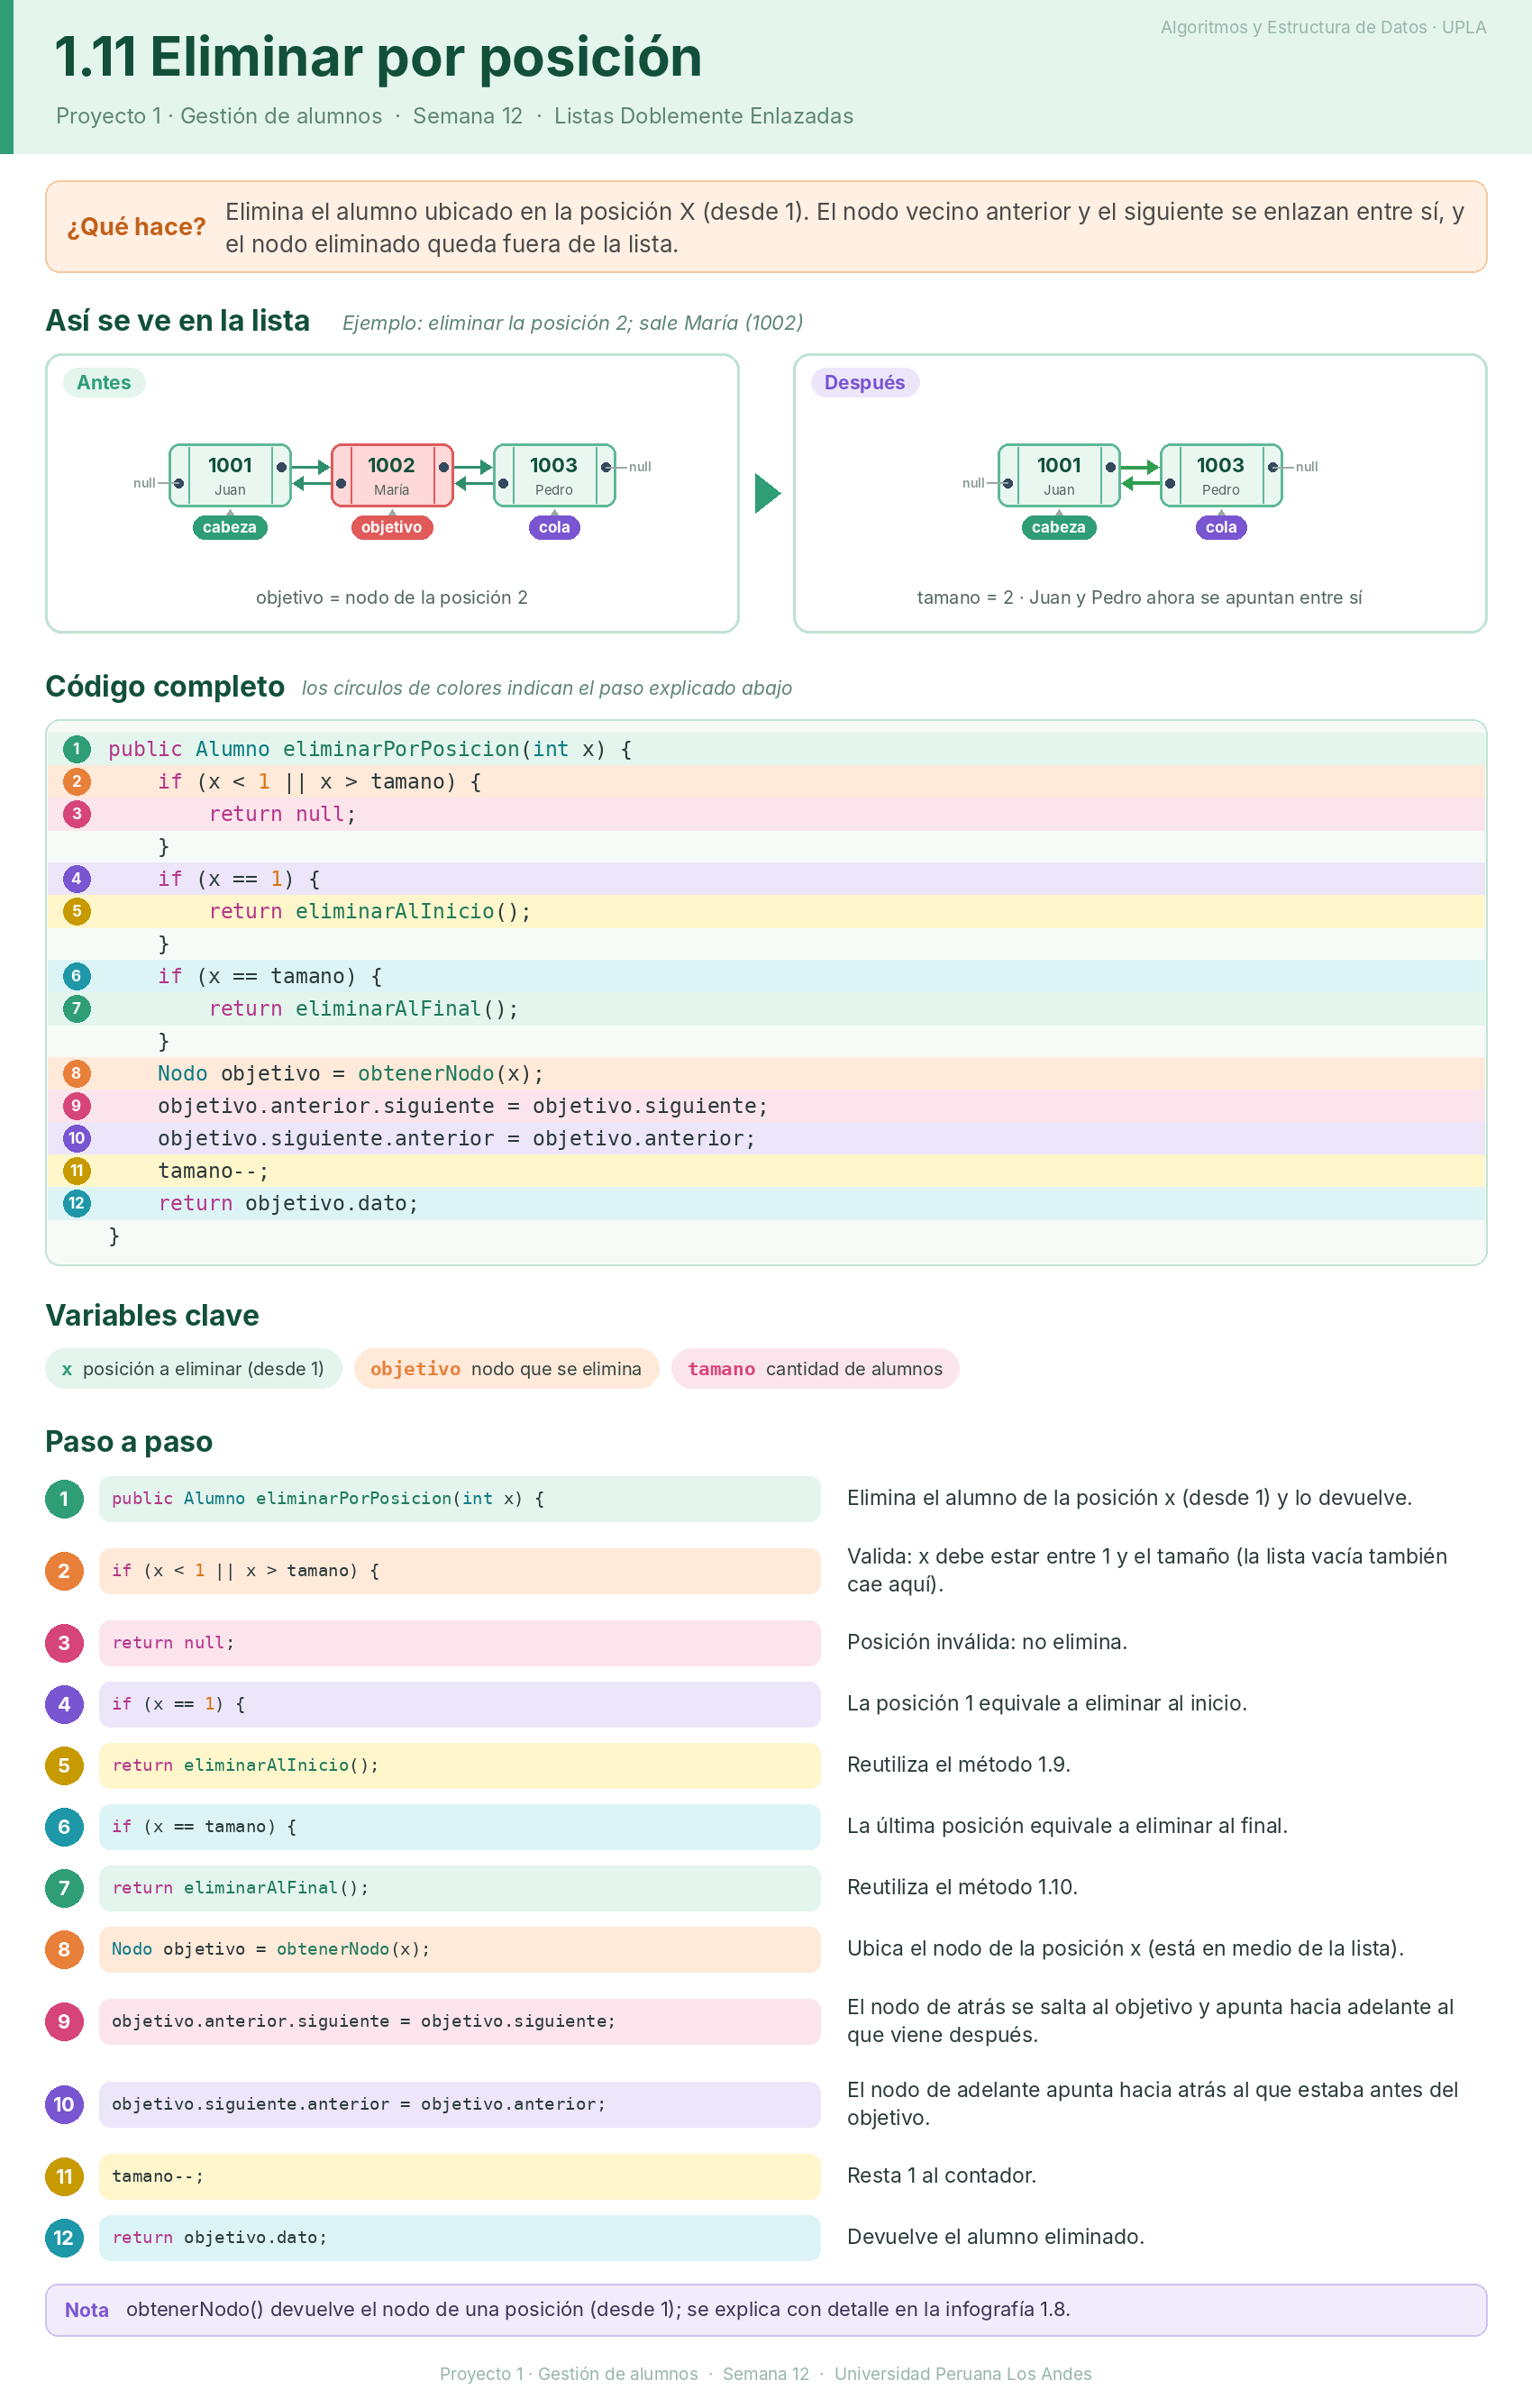 Algoritmos y Estructura de Datos · UPLA
1.11 Eliminar por posición
Proyecto 1 · Gestión de alumnos · Semana 12 · Listas Doblemente Enlazadas
¿Qué hace?
Elimina el alumno ubicado en la posición X (desde 1). El nodo vecino anterior y el siguiente se enlazan entre sí, y
el nodo eliminado queda fuera de la lista.
Así se ve en la lista
Ejemplo: eliminar la posición 2; sale María (1002)
Antes
null
1001
Juan
cabeza
1002
María
objetivo
1003
Pedro
cola
null
objetivo = nodo de la posición 2
Después
null
1001
Juan
cabeza
1003
Pedro
cola
null
tamano = 2 · Juan y Pedro ahora se apuntan entre sí
Código completo
los círculos de colores indican el paso explicado abajo
1 public Alumno eliminarPorPosicion(int x) {
2 if (x < 1 || x > tamano) {
3 return null;
}
4 if (x == 1) {
5 return eliminarAlInicio();
}
6 if (x == tamano) {
7 return eliminarAlFinal();
}
8 Nodo objetivo = obtenerNodo(x);
9 objetivo.anterior.siguiente = objetivo.siguiente;
10 objetivo.siguiente.anterior = objetivo.anterior;
11 tamano--;
12 return objetivo.dato;
}
Variables clave
x posición a eliminar (desde 1)
objetivo nodo que se elimina
tamano cantidad de alumnos
Paso a paso
1 public Alumno eliminarPorPosicion(int x) {
Elimina el alumno de la posición x (desde 1) y lo devuelve.
2 if (x < 1 || x > tamano) {
Valida: x debe estar entre 1 y el tamaño (la lista vacía también
cae aquí).
3 return null;
Posición inválida: no elimina.
4 if (x == 1) {
La posición 1 equivale a eliminar al inicio.
5 return eliminarAlInicio();
Reutiliza el método 1.9.
6 if (x == tamano) {
La última posición equivale a eliminar al final.
7 return eliminarAlFinal();
Reutiliza el método 1.10.
8 Nodo objetivo = obtenerNodo(x);
Ubica el nodo de la posición x (está en medio de la lista).
9 objetivo.anterior.siguiente = objetivo.siguiente;
El nodo de atrás se salta al objetivo y apunta hacia adelante al
que viene después.
10 objetivo.siguiente.anterior = objetivo.anterior;
El nodo de adelante apunta hacia atrás al que estaba antes del
objetivo.
11 tamano--;
Resta 1 al contador.
12 return objetivo.dato;
Devuelve el alumno eliminado.
Nota obtenerNodo() devuelve el nodo de una posición (desde 1); se explica con detalle en la infografía 1.8.
Proyecto 1 · Gestión de alumnos · Semana 12 · Universidad Peruana Los Andes